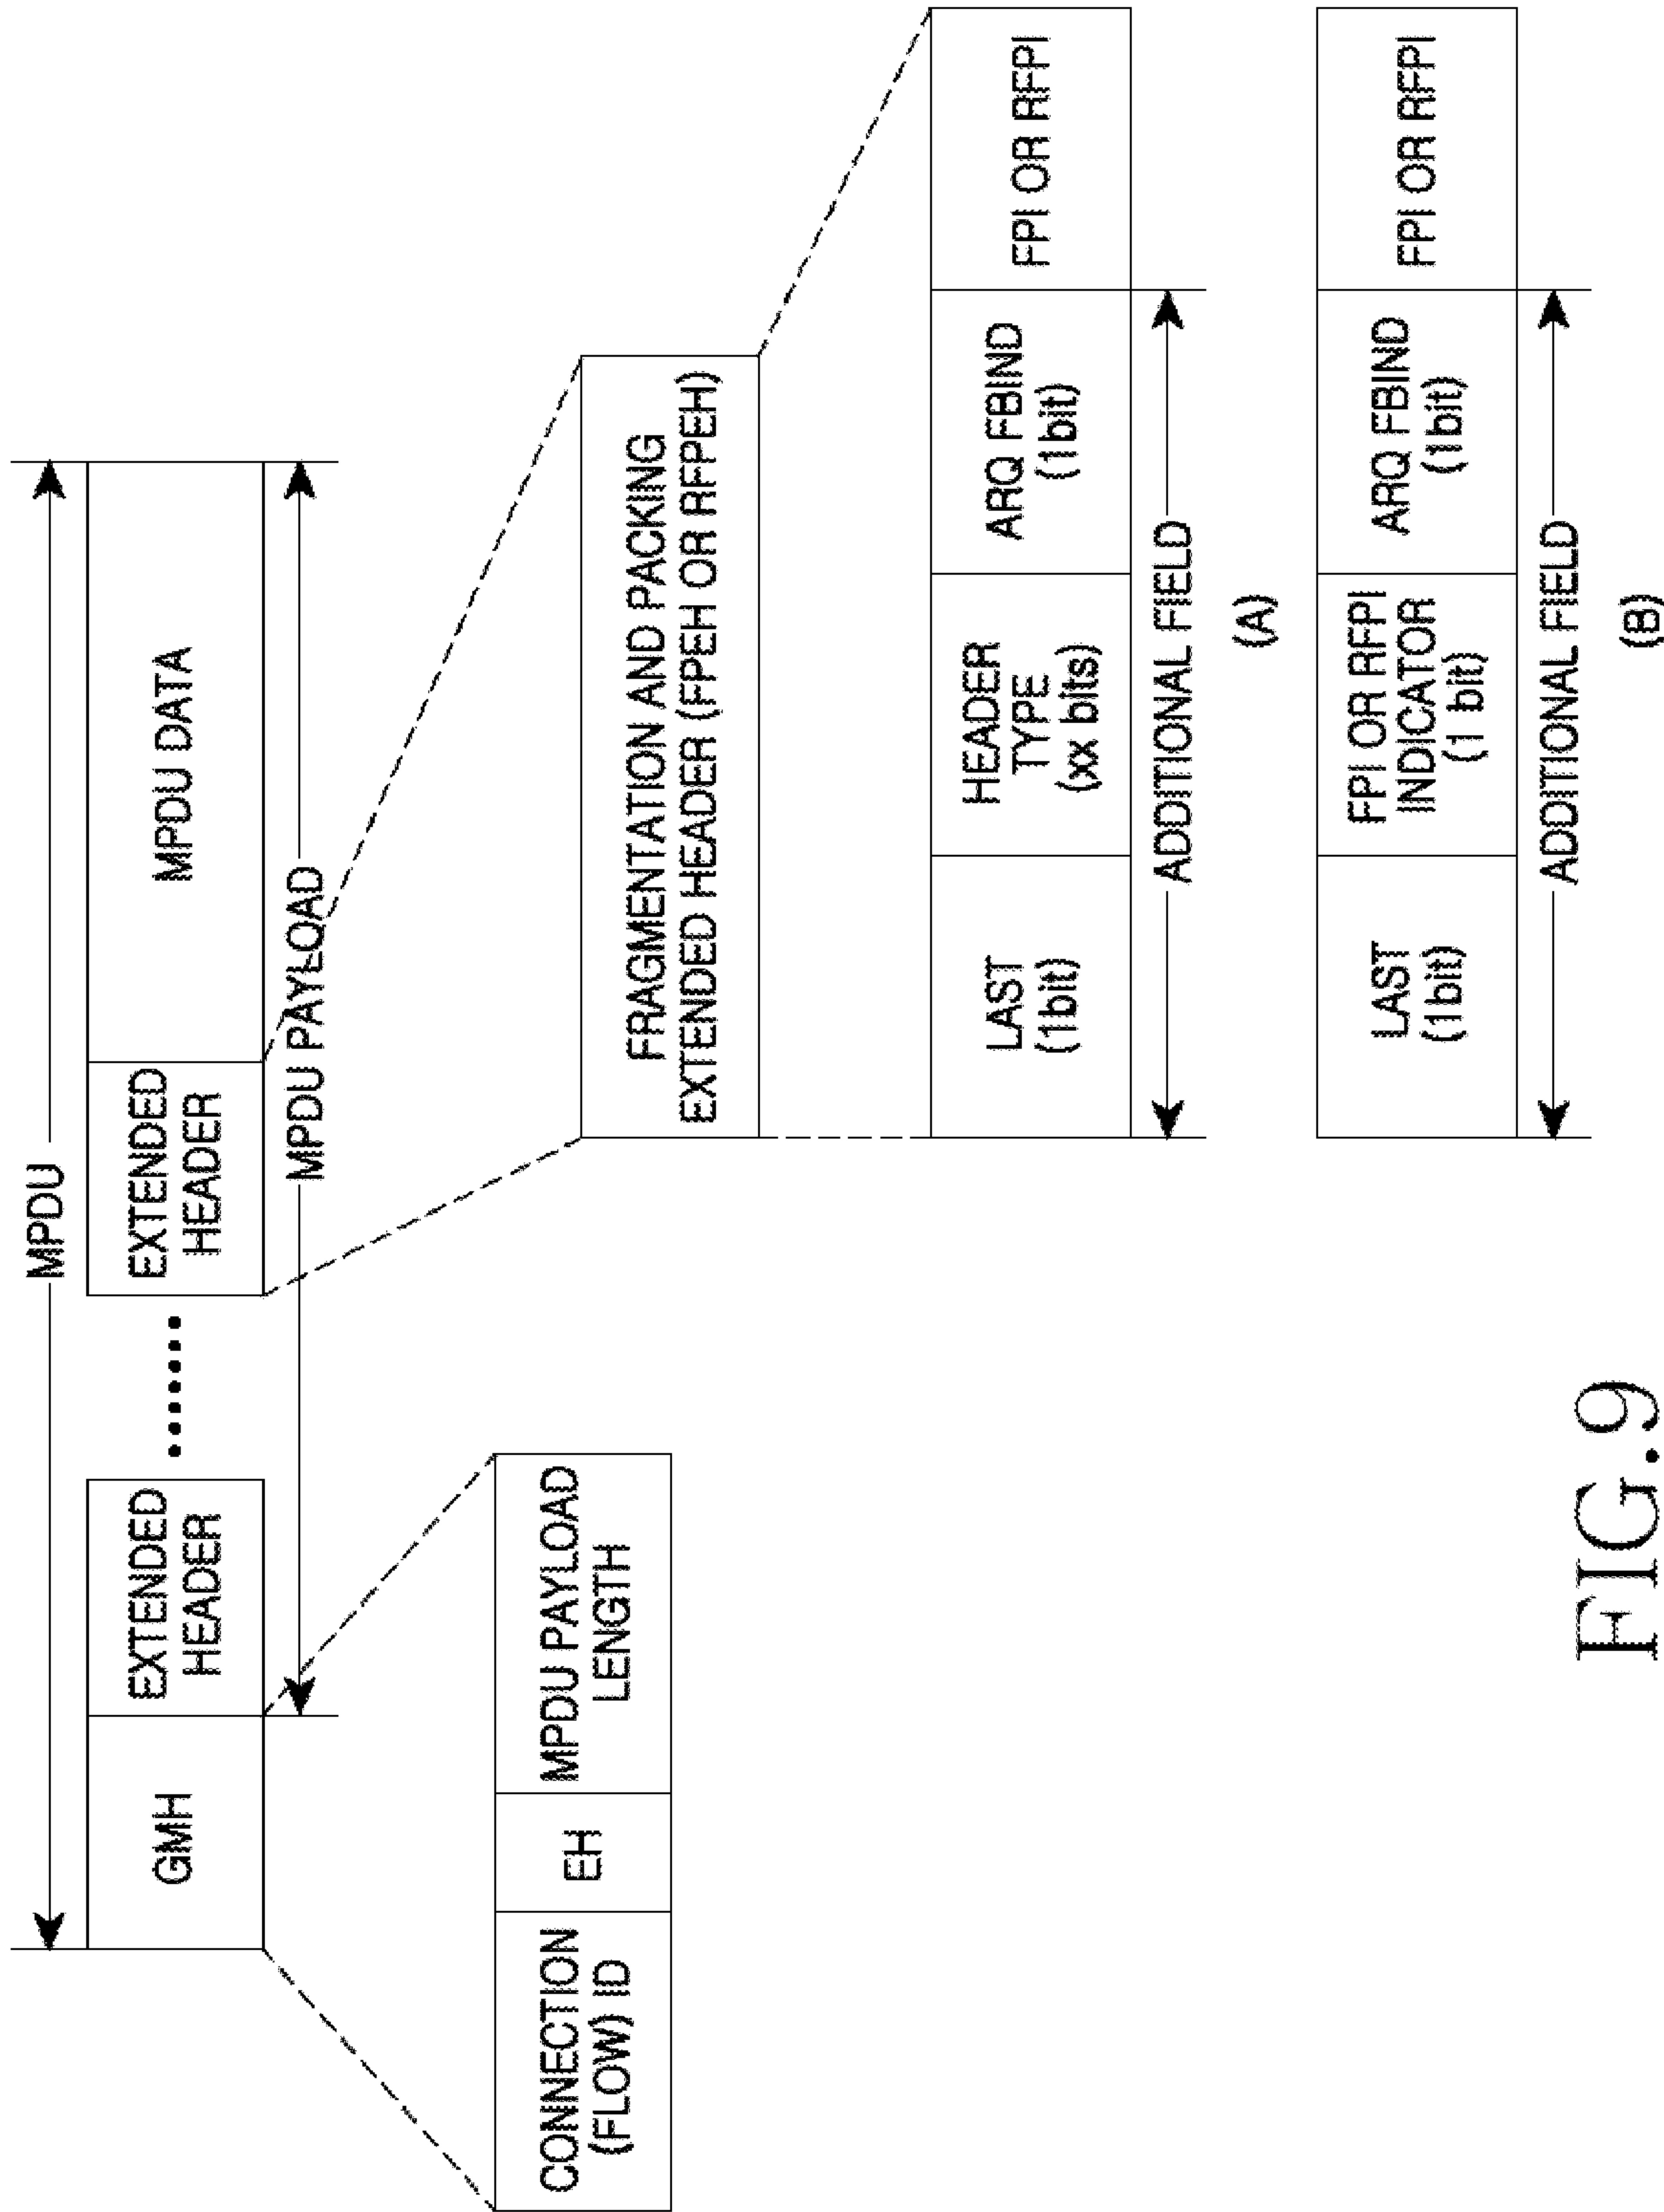 MPDU
GMH
EXTENDED
HEADER
EXTENDED
HEADER
MPDU DATA
MPDU PAYLOAD
CONNECTION
(FLOW) ID
EH
MPDU PAYLOAD
LENGTH
FRAGMENTATION AND PACKING
EXTENDED HEADER (FPEH OR RFPEH)
LAST
(1bit)
HEADER
TYPE
(xx bits)
ARQ FBIND
(1bit)
FPI OR RFPI
ADDITIONAL FIELD
(A)
LAST
(1bit)
FPI OR RFPI
INDICATOR
(1 bit)
ARQ FBIND
(1bit)
FPI OR RFPI
ADDITIONAL FIELD
(B)
FIG.9